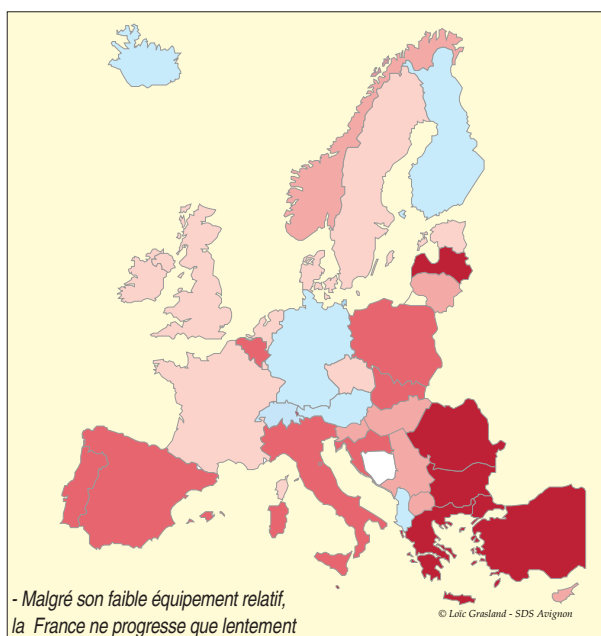 - Malgré son faible équipement relatif,
la France ne progresse que lentement
© Loïc Grasland - SDS Avignon